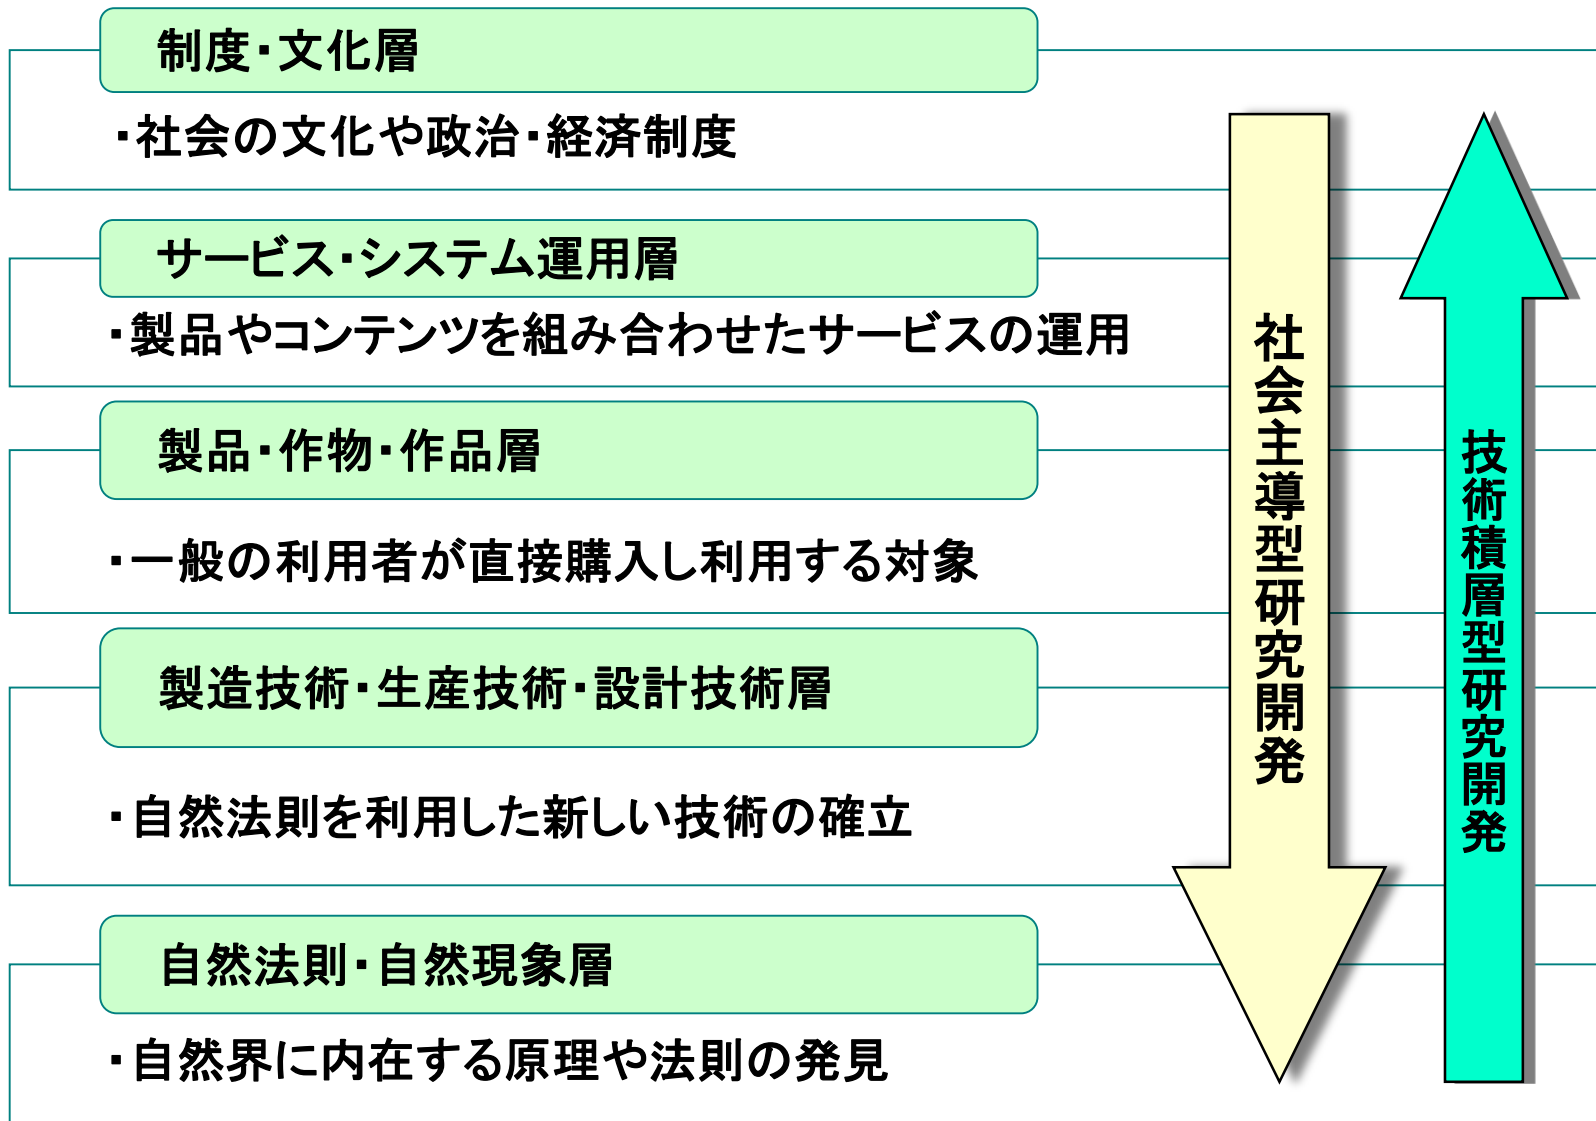 制度・文化層
・社会の文化や政治・経済制度
サービス・システム運用層
・製品やコンテンツを組み合わせたサービスの運用
製品・作物・作品層
・一般の利用者が直接購入し利用する対象
製造技術・生産技術・設計技術層
・自然法則を利用した新しい技術の確立
自然法則・自然現象層
・自然界に内在する原理や法則の発見
社会主導型研究開発
技術積層型研究開発